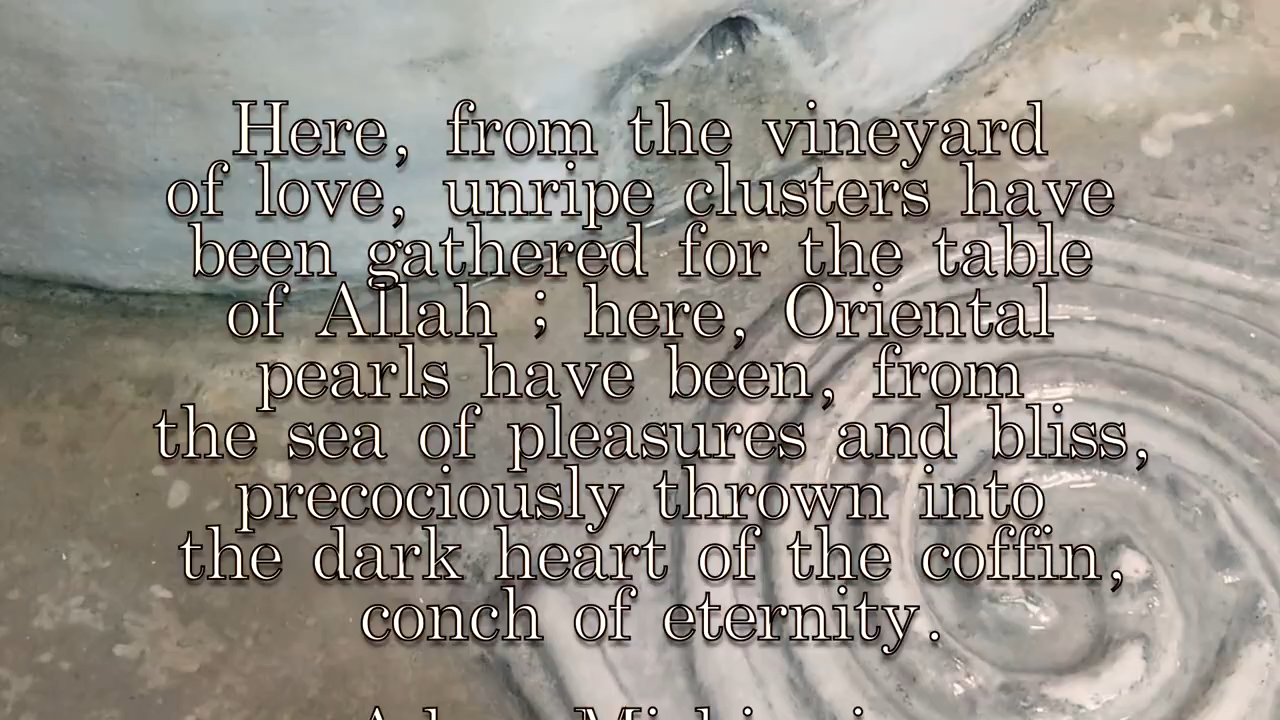 Here, from the vineyard
of love, unripe clusters have
been gathered for the table
of Allah ; here, Oriental
pearls have been, from
the sea of pleasures and bliss,
precociously thrown into
the dark heart of the coffin,
conch of eternity.